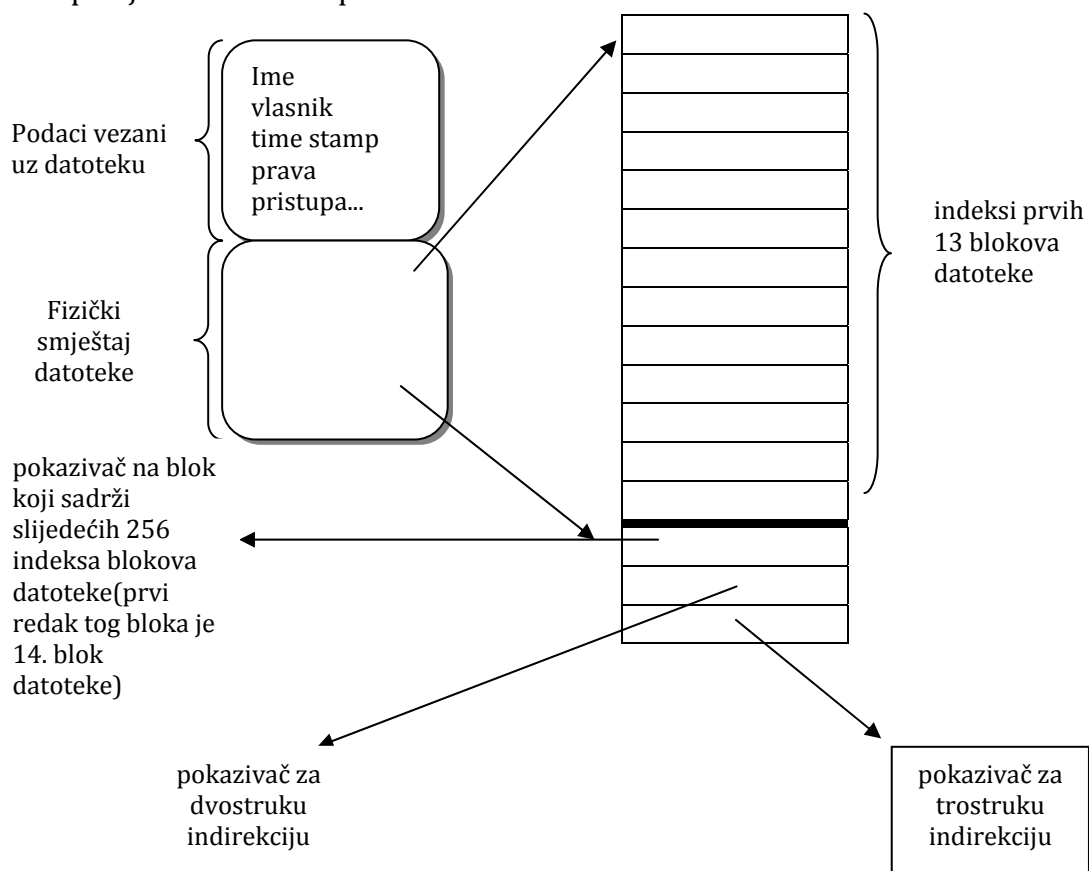 Ime
vlasnik
time stamp
prava
pristupa...
Podaci vezani
uz datoteku
indeksi prvih
13 blokova
datoteke
Fizički
smještaj
datoteke
pokazivač na blok
koji sadrži
slijedećih 256
indeksa blokova
datoteke(prvi
redak tog bloka je
14. blok
datoteke)
pokazivač za
dvostruku
indirekciju
pokazivač za
trostruku
indirekciju